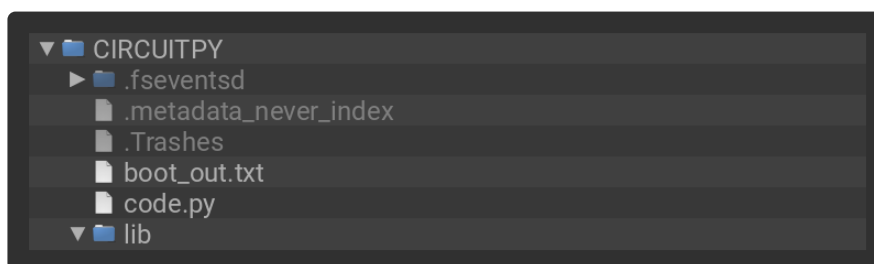 CIRCUITPY
.fseventsd
.metadata_never_index
.Trashes
boot_out.txt
code.py
lib